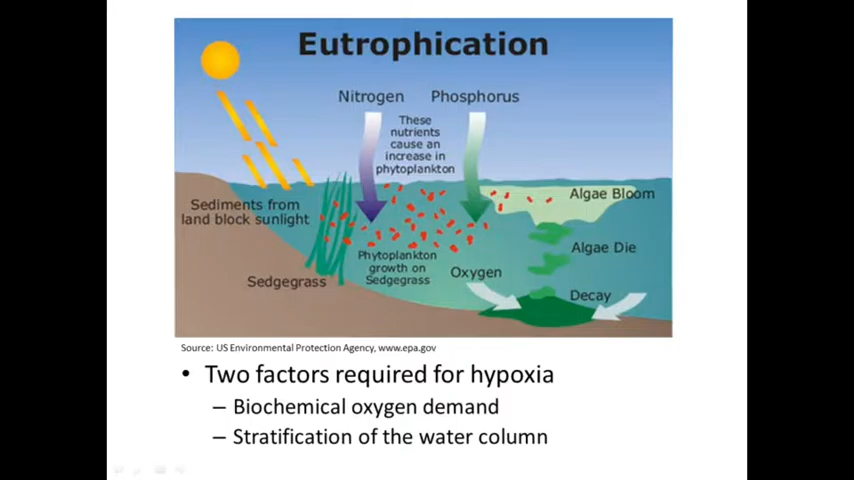 Eutrophication
Nitrogen
Phosphorus
These
nutrients
cause an
increase in
phytoplankton
Sediments from
land block sunlight
Algae Bloom
Algae Die
Phytoplankton
growth on
Sedgegrass
Oxygen
Sedgegrass
Decay
Source: US Environmental Protection Agency, www.epa.gov
• Two factors required for hypoxia
– Biochemical oxygen demand
– Stratification of the water column